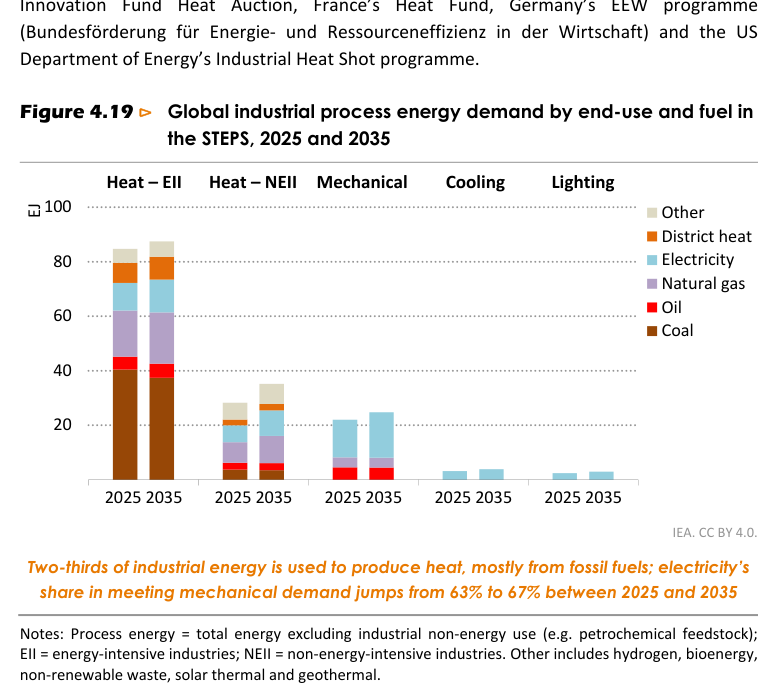 Innovation Fund Heat Auction, France's Heat Fund, Germany's EEW programme
(Bundesförderung für Energie- und Ressourceneffizienz in der Wirtschaft) and the US
Department of Energy's Industrial Heat Shot programme.
Figure 4.19 ▻ Global industrial process energy demand by end-use and fuel in
the STEPS, 2025 and 2035
Heat – EII Heat – NEII Mechanical Cooling Lighting
EJ 100
80
60
40
20
2025 2035 2025 2035 2025 2035 2025 2035 2025 2035
Other
District heat
Electricity
Natural gas
Oil
Coal
IEA. CC BY 4.0.
Two-thirds of industrial energy is used to produce heat, mostly from fossil fuels; electricity's
share in meeting mechanical demand jumps from 63% to 67% between 2025 and 2035
Notes: Process energy = total energy excluding industrial non-energy use (e.g. petrochemical feedstock);
EII = energy-intensive industries; NEII = non-energy-intensive industries. Other includes hydrogen, bioenergy,
non-renewable waste, solar thermal and geothermal.